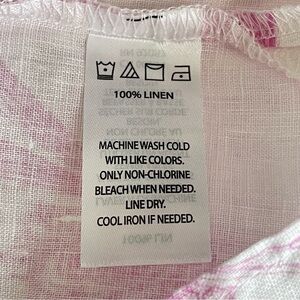 100% LINEN
MACHINE WASH COLD
WITH LIKE COLORS.
ONLY NON-CHLORINE
BLEACH WHEN NEEDED.
LINE DRY.
COOL IRON IF NEEDED.